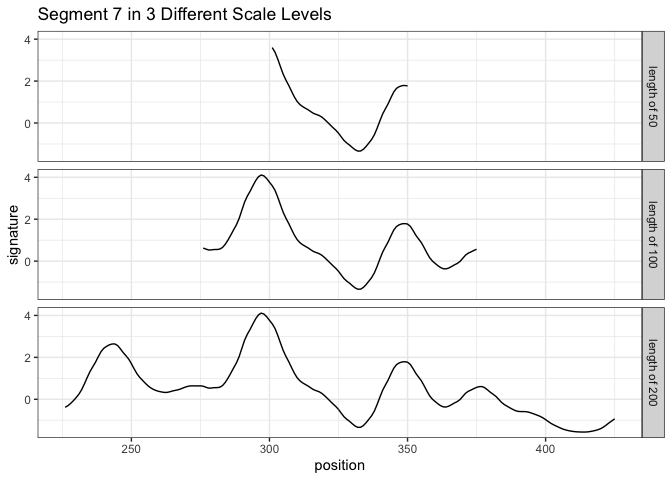 Segment 7 in 3 Different Scale Levels
4
2
0
length of 50
4
2
0
length of 100
4
2
0
length of 200
signature
250
300
350
400
position